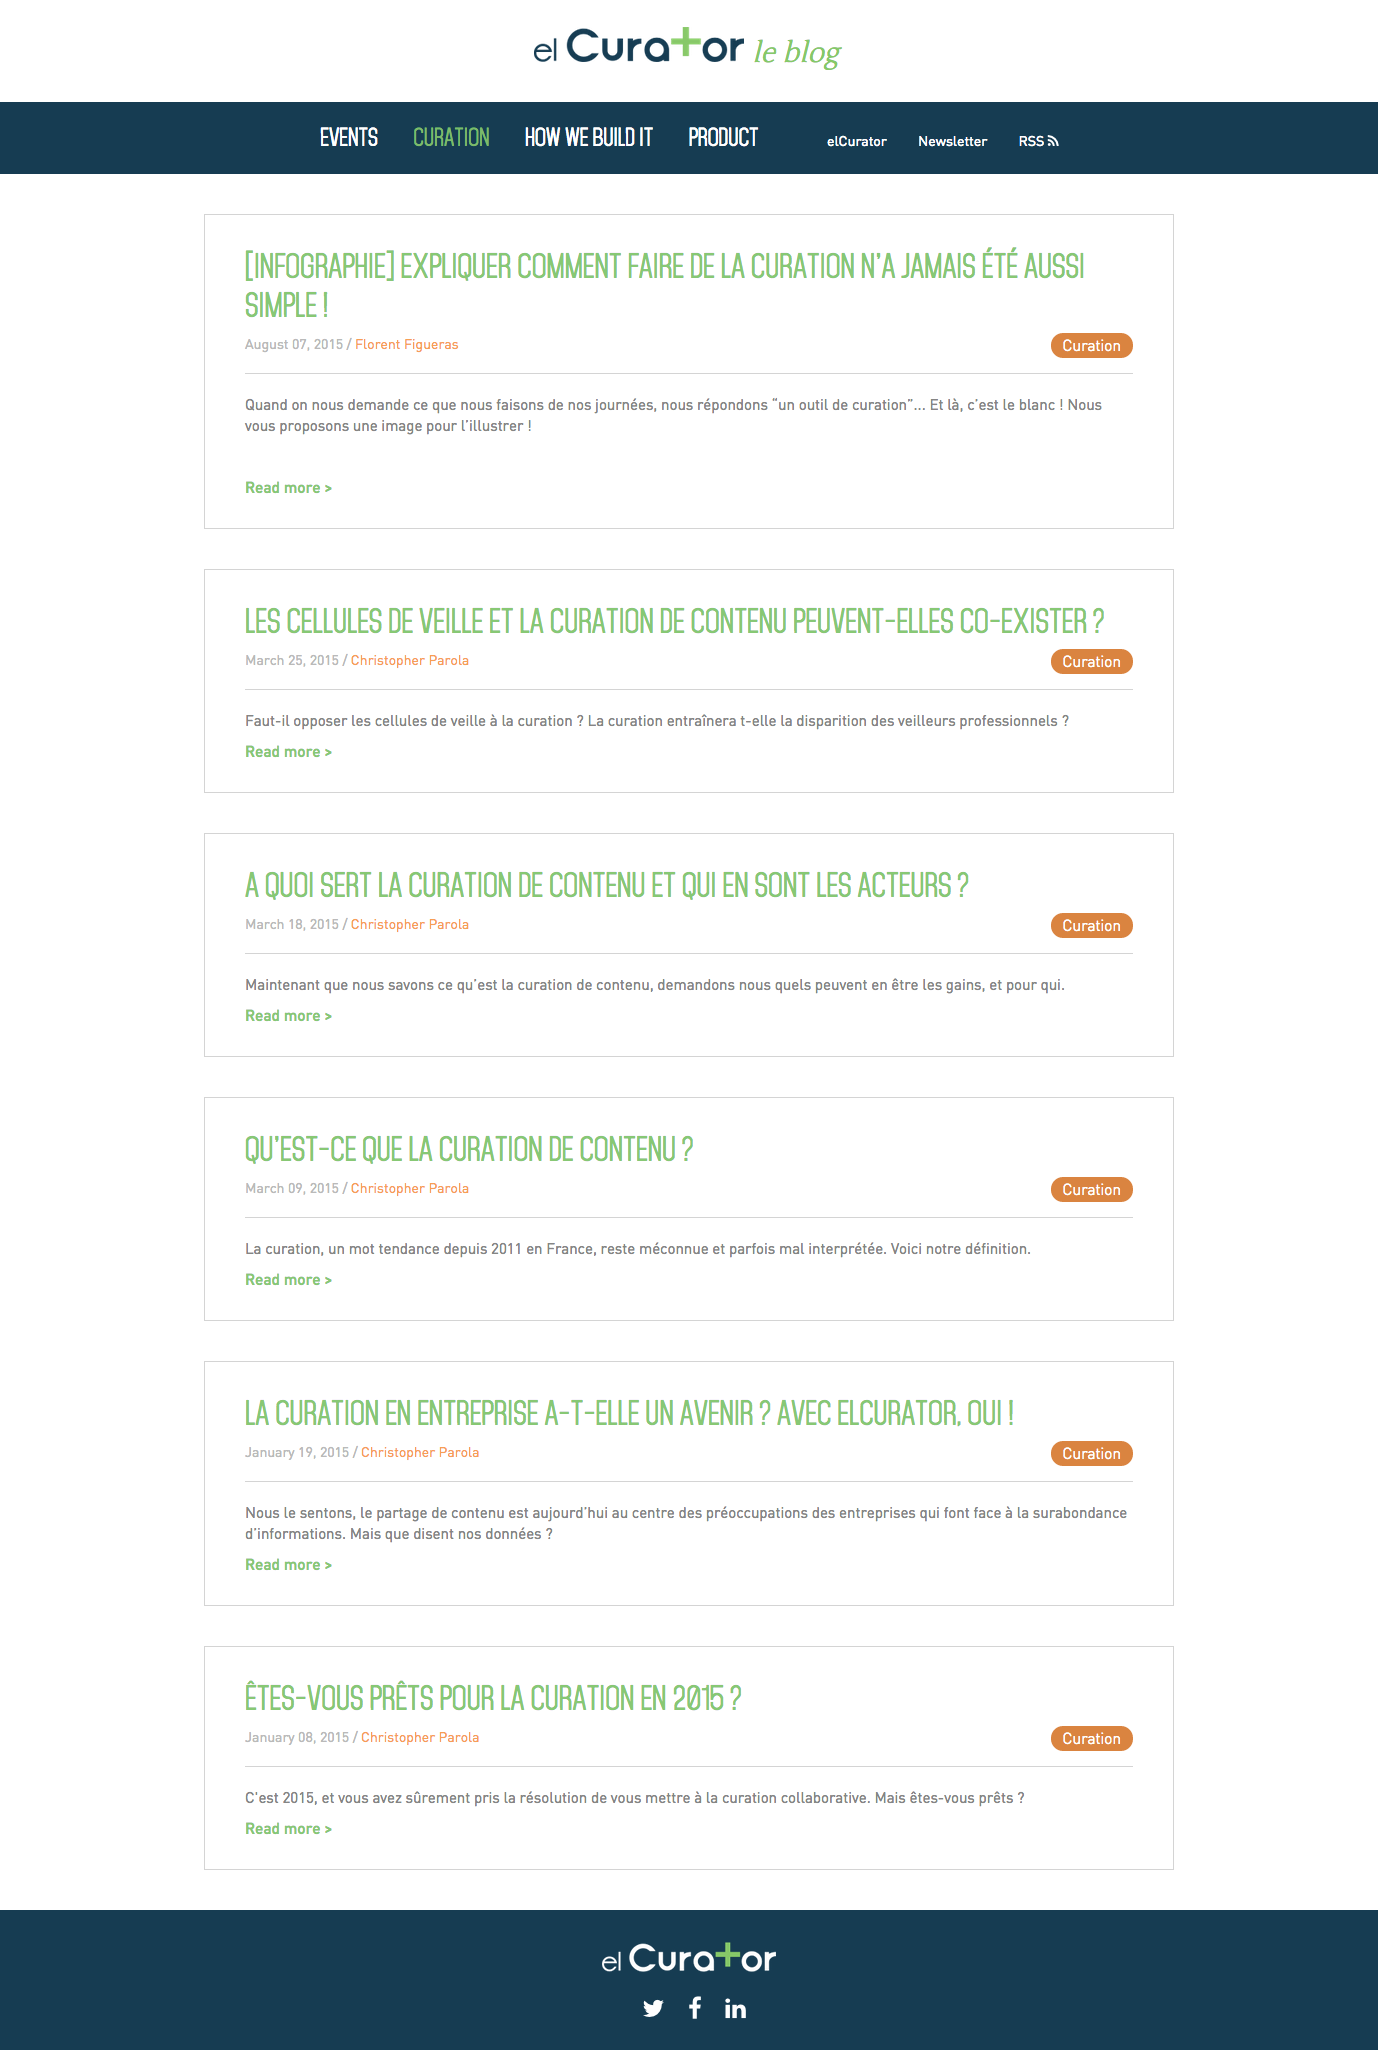 el Curator le blog
EVENTS CURATION HOW WE BUILD IT PRODUCT elCurator Newsletter RSS
[INFOGRAPHIE] EXPLIQUER COMMENT FAIRE DE LA CURATION N'A JAMAIS ÉTÉ AUSSI
SIMPLE !
August 07, 2015 / Florent Figueras
Curation
Quand on nous demande ce que nous faisons de nos journées, nous répondons “un outil de curation”... Et là, c’est le blanc ! Nous
vous proposons une image pour l’illustrer !
Read more >
LES CELLULES DE VEILLE ET LA CURATION DE CONTENU PEUVENT-ELLES CO-EXISTER ?
March 25, 2015 / Christopher Parola
Curation
Faut-il opposer les cellules de veille à la curation ? La curation entraînera t-elle la disparition des veilleurs professionnels ?
Read more >
A QUOI SERT LA CURATION DE CONTENU ET QUI EN SONT LES ACTEURS ?
March 18, 2015 / Christopher Parola
Curation
Maintenant que nous savons ce qu’est la curation de contenu, demandons nous quels peuvent en être les gains, et pour qui.
Read more >
QU'EST-CE QUE LA CURATION DE CONTENU ?
March 09, 2015 / Christopher Parola
Curation
La curation, un mot tendance depuis 2011 en France, reste méconnue et parfois mal interprétée. Voici notre définition.
Read more >
LA CURATION EN ENTREPRISE A-T-ELLE UN AVENIR ? AVEC ELCURATOR, OUI !
January 19, 2015 / Christopher Parola
Curation
Nous le sentons, le partage de contenu est aujourd’hui au centre des préoccupations des entreprises qui font face à la surabondance
d’informations. Mais que disent nos données ?
Read more >
ÊTES-VOUS PRÊTS POUR LA CURATION EN 2015 ?
January 08, 2015 / Christopher Parola
Curation
C’est 2015, et vous avez sûrement pris la résolution de vous mettre à la curation collaborative. Mais êtes-vous prêts ?
Read more >
el Curator